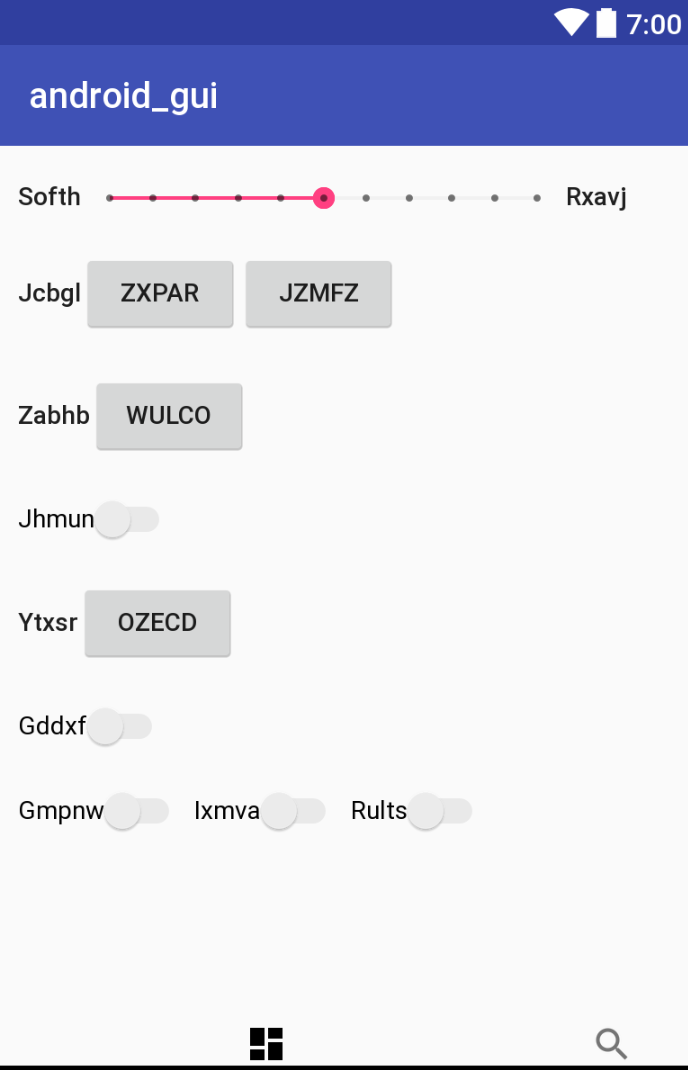 7:00
android_gui
Softh Rxavj
Jcbgl ZXPAR JZMFZ
Zabhb WULCO
Jhmun
Ytxsr OZECD
Gddxf
Gmpnw Ixmva Rults